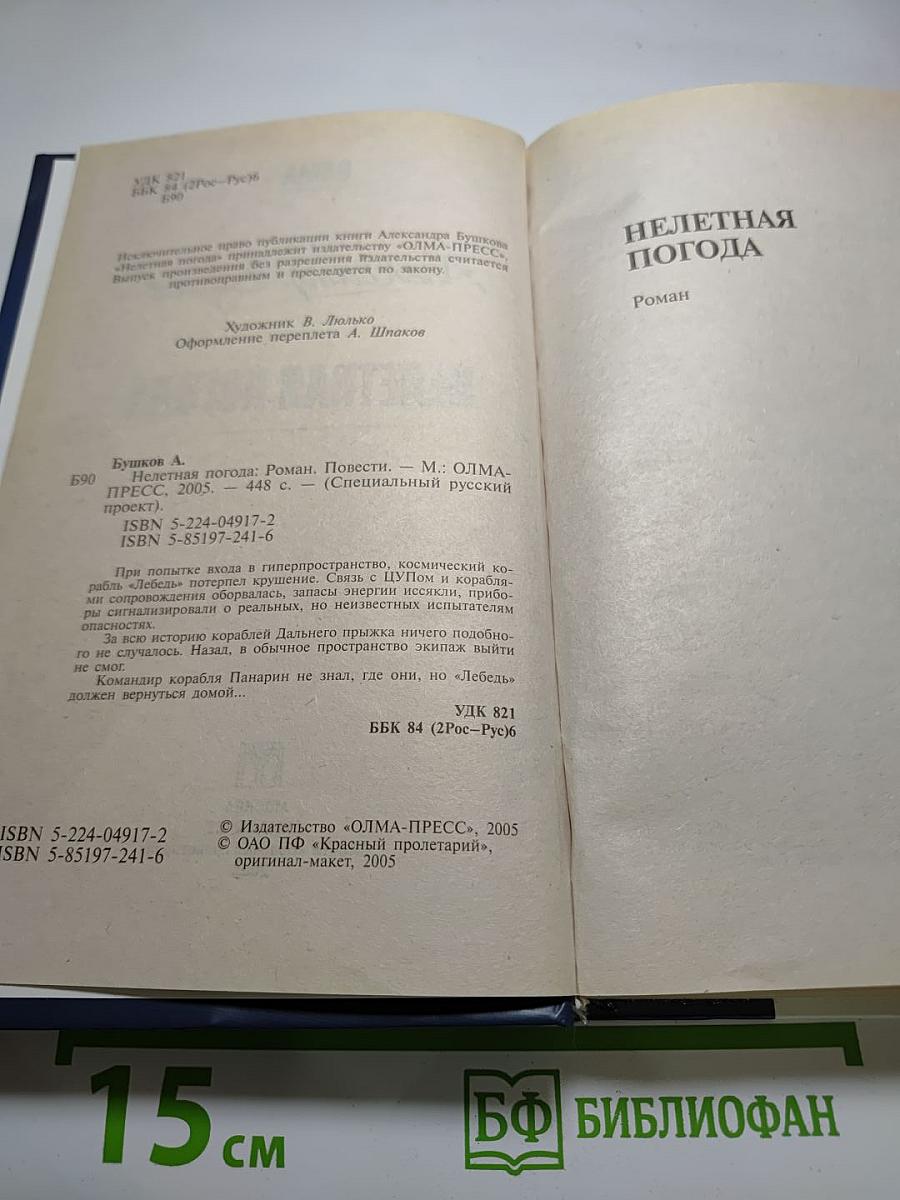 УДК 821
ББК 84 (2Рос—Рус)6
Б90
Исключительное право публикации книги Александра Бушкова
«Нелетная погода» принадлежит издательству «ОЛМА-ПРЕСС».
Выпуск произведения без разрешения издательства считается
противоправным и преследуется по закону.
Художник В. Люлько
Оформление переплета А. Шпаков
Бушков А.
Б90 Нелетная погода: Роман. Повести. — М.: ОЛМА-
ПРЕСС, 2005. — 448 с. — (Специальный русский
проект).
ISBN 5-224-04917-2
ISBN 5-85197-241-6
При попытке входа в гиперпространство, космический ко-
рабль «Лебедь» потерпел крушение. Связь с ЦУПом и корабля-
ми сопровождения оборвалась, запасы энергии иссякли, прибо-
ры сигнализировали о реальных, но неизвестных испытателям
опасностях.
За всю историю кораблей Дальнего прыжка ничего подобно-
го не случалось. Назад, в обычное пространство экипаж выйти
не смог.
Командир корабля Панарин не знал, где они, но «Лебедь»
должен вернуться домой...
УДК 821
ББК 84 (2Рос—Рус)6
ISBN 5-224-04917-2
ISBN 5-85197-241-6
© Издательство «ОЛМА-ПРЕСС», 2005
© ОАО ПФ «Красный пролетарий»,
оригинал-макет, 2005
НЕЛЕТНАЯ
ПОГОДА
Роман
15 см
БФ БИБЛИОФАН